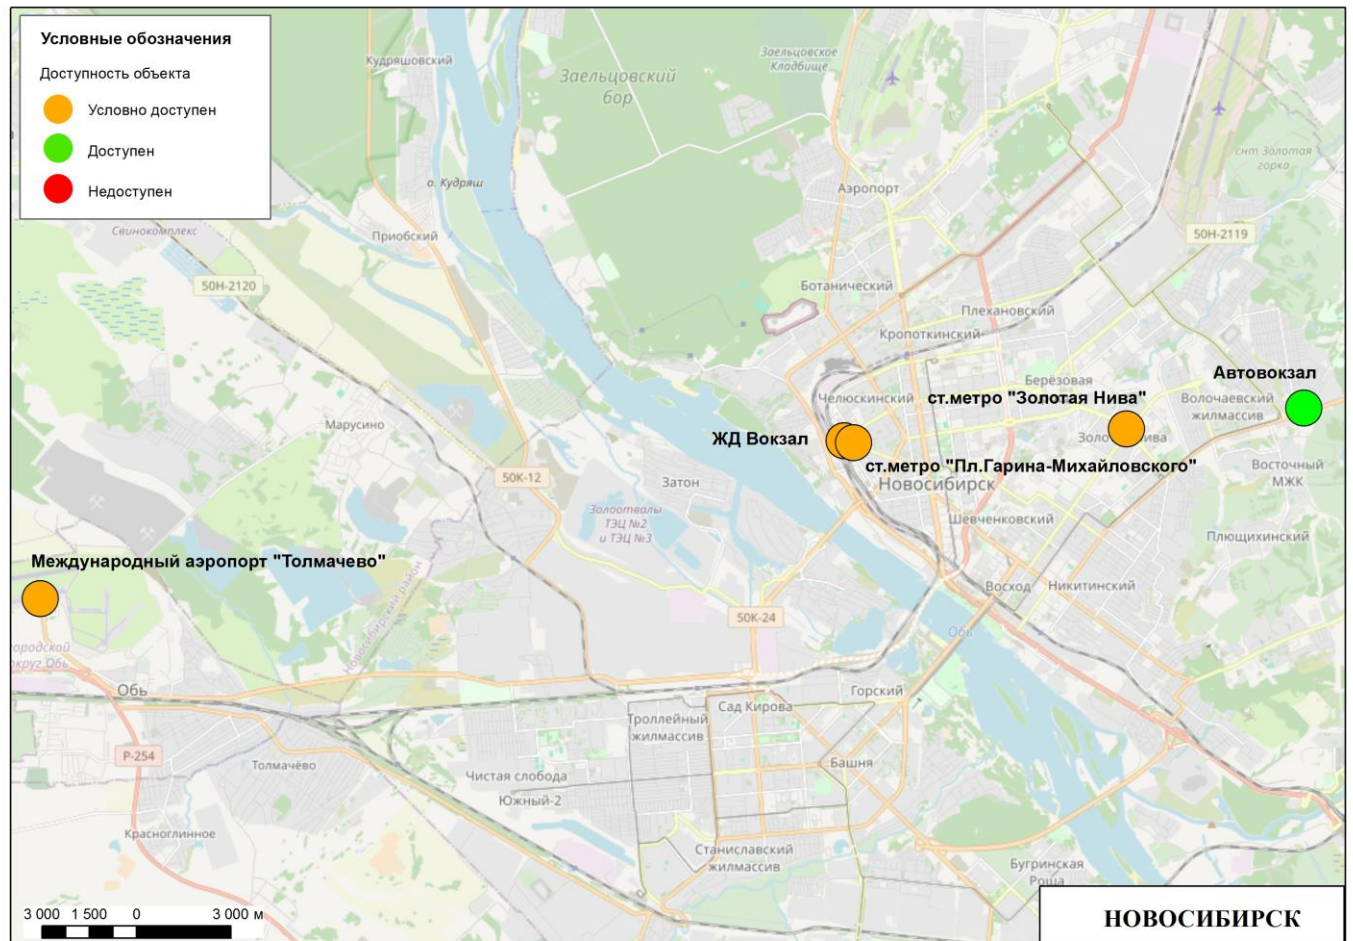 Условные обозначения
Доступность объекта
Условно доступен
Доступен
Недоступен
Кудряшовский
Заельцовский
бор
Заельцовское
Кладбище
о. Кудряш
Аэропорт
снт Золотая
горка
Свинокомплекс
Приобский
50Н-2119
50Н-2120
Ботанический
Плехановский
Кропоткинский
Автовокзал
Берёзовая
Челюскинский
ст.метро "Золотая Нива"
Волочаевский
жилмассив
Марусино
ЖД Вокзал
ст.метро "Пл.Гарина-Михайловского"
Восточный
МЖК
50К-12
Затон
Новосибирск
Золоотвалы
ТЭЦ №2
и ТЭЦ №3
Шевченковский
Плющихинский
Международный аэропорт "Толмачево"
Новосибирский район
Восход
Никитинский
50К-24
Обь
Обь
Горский
Сад Кирова
Троллейный
жилмассив
Р-254
Толмачёво
Чистая слобода
Башня
Южный-2
Красноглинное
Станиславский
жилмассив
Бугринская
Роща
3 000 1 500 0 3 000 м
НОВОСИБИРСК